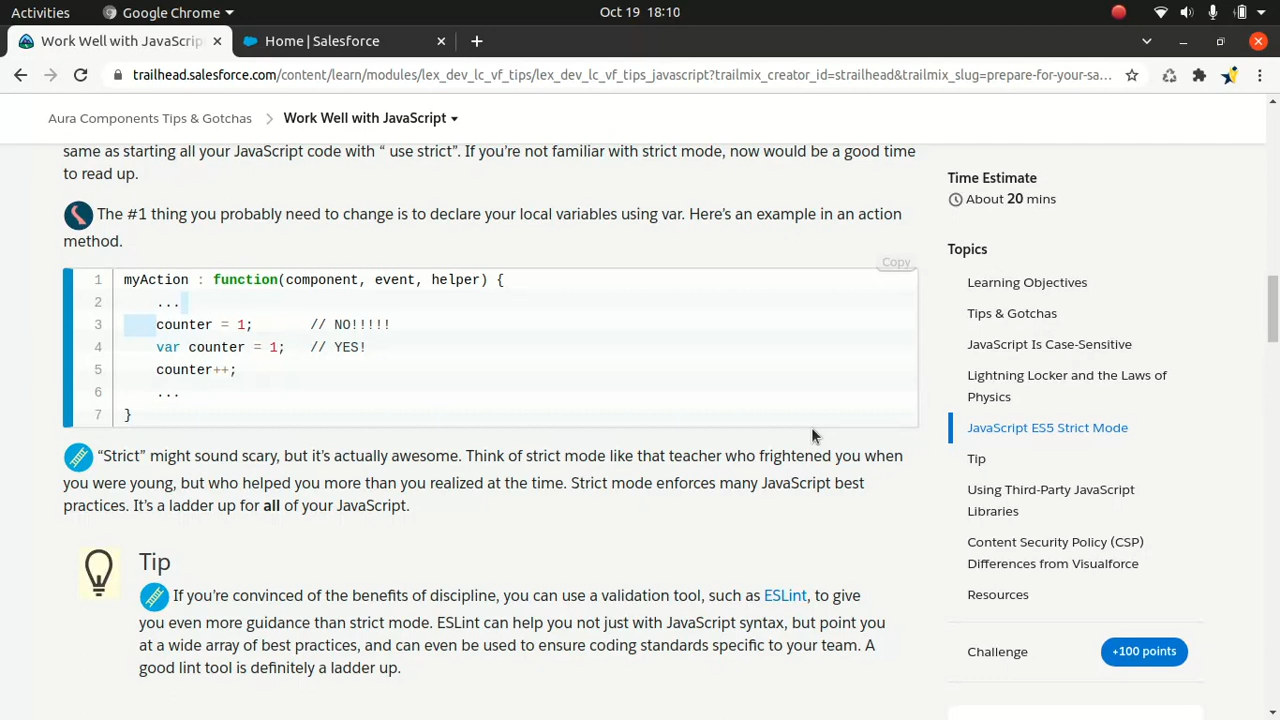 Activities
Google Chrome
Oct 19 18:10
Work Well with JavaScrip
Home | Salesforce
trailhead.salesforce.com/content/learn/modules/lex_dev_lc_vf_tips/lex_dev_lc_vf_tips_javascript?trailmix_creator_id=strailhead&trailmix_slug=prepare-for-your-sa...
Aura Components Tips & Gotchas
Work Well with JavaScript
same as starting all your JavaScript code with “ use strict”. If you’re not familiar with strict mode, now would be a good time
to read up.
The #1 thing you probably need to change is to declare your local variables using var. Here’s an example in an action
method.
Copy
1 myAction : function(component, event, helper) {
2 ...
3 counter = 1; // NO!!!!!
4 var counter = 1; // YES!
5 counter++;
6 ...
7 }
“Strict” might sound scary, but it’s actually awesome. Think of strict mode like that teacher who frightened you when
you were young, but who helped you more than you realized at the time. Strict mode enforces many JavaScript best
practices. It’s a ladder up for all of your JavaScript.
Tip
If you’re convinced of the benefits of discipline, you can use a validation tool, such as ESLint, to give
you even more guidance than strict mode. ESLint can help you not just with JavaScript syntax, but point you
at a wide array of best practices, and can even be used to ensure coding standards specific to your team. A
good lint tool is definitely a ladder up.
Time Estimate
About 20 mins
Topics
Learning Objectives
Tips & Gotchas
JavaScript Is Case-Sensitive
Lightning Locker and the Laws of
Physics
JavaScript ES5 Strict Mode
Tip
Using Third-Party JavaScript
Libraries
Content Security Policy (CSP)
Differences from Visualforce
Resources
Challenge
+100 points